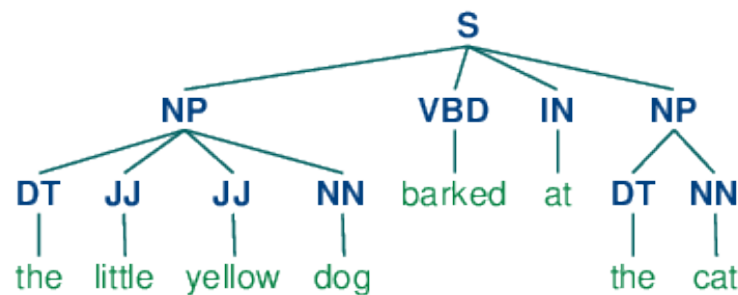 S
NP VBD IN NP
DT JJ JJ NN barked at DT NN
the little yellow dog the cat